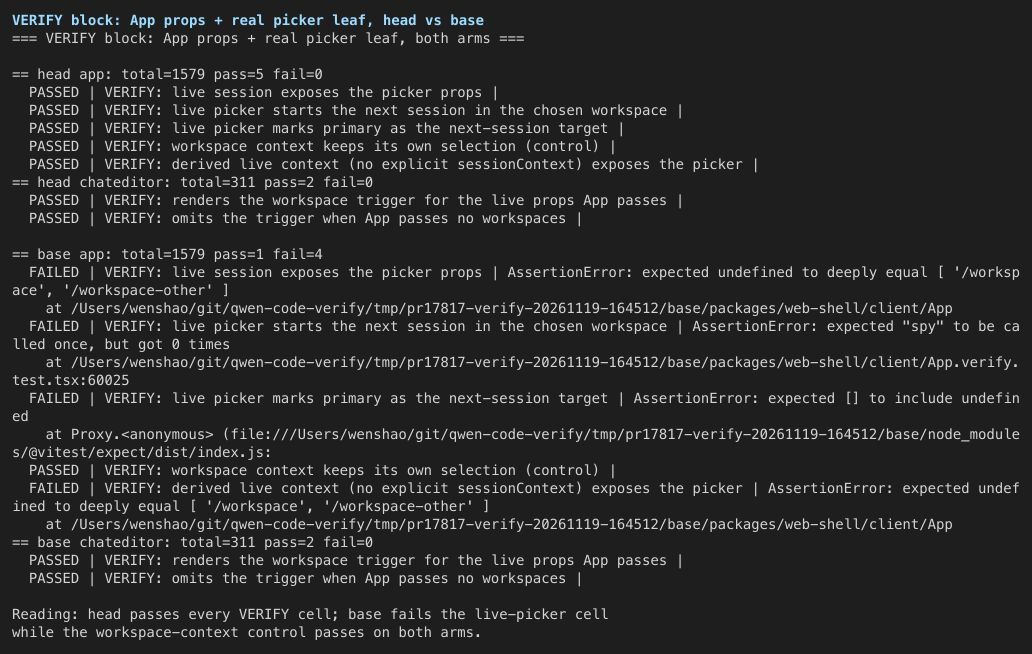 VERIFY block: App props + real picker leaf, head vs base
=== VERIFY block: App props + real picker leaf, both arms ===
== head app: total=1579 pass=5 fail=0
PASSED | VERIFY: live session exposes the picker props |
PASSED | VERIFY: live picker starts the next session in the chosen workspace |
PASSED | VERIFY: live picker marks primary as the next-session target |
PASSED | VERIFY: workspace context keeps its own selection (control) |
PASSED | VERIFY: derived live context (no explicit sessionContext) exposes the picker |
== head chateditor: total=311 pass=2 fail=0
PASSED | VERIFY: renders the workspace trigger for the live props App passes |
PASSED | VERIFY: omits the trigger when App passes no workspaces |
== base app: total=1579 pass=1 fail=4
FAILED | VERIFY: live session exposes the picker props | AssertionError: expected undefined to deeply equal [ '/worksp
ace', '/workspace-other' ]
at /Users/wenshao/git/qwen-code-verify/tmp/pr17817-verify-20261119-164512/base/packages/web-shell/client/App
FAILED | VERIFY: live picker starts the next session in the chosen workspace | AssertionError: expected "spy" to be ca
lled once, but got 0 times
at /Users/wenshao/git/qwen-code-verify/tmp/pr17817-verify-20261119-164512/base/packages/web-shell/client/App.verify.
test.tsx:60025
FAILED | VERIFY: live picker marks primary as the next-session target | AssertionError: expected [] to include undefin
ed
at Proxy.<anonymous> (file:///Users/wenshao/git/qwen-code-verify/tmp/pr17817-verify-20261119-164512/base/node_module
s/@vitest/expect/dist/index.js:
PASSED | VERIFY: workspace context keeps its own selection (control) |
FAILED | VERIFY: derived live context (no explicit sessionContext) exposes the picker | AssertionError: expected undef
ined to deeply equal [ '/workspace', '/workspace-other' ]
at /Users/wenshao/git/qwen-code-verify/tmp/pr17817-verify-20261119-164512/base/packages/web-shell/client/App
== base chateditor: total=311 pass=2 fail=0
PASSED | VERIFY: renders the workspace trigger for the live props App passes |
PASSED | VERIFY: omits the trigger when App passes no workspaces |
Reading: head passes every VERIFY cell; base fails the live-picker cell
while the workspace-context control passes on both arms.